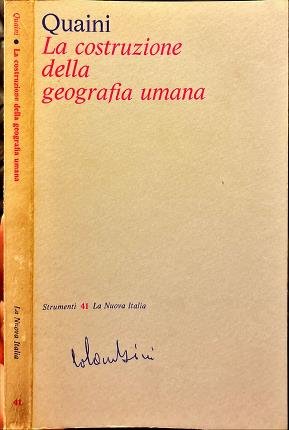 Quaini
La costruzione
della
geografia umana
Strumenti 41 La Nuova Italia
Quaini • La costruzione della geografia umana
La Nuova Italia
41